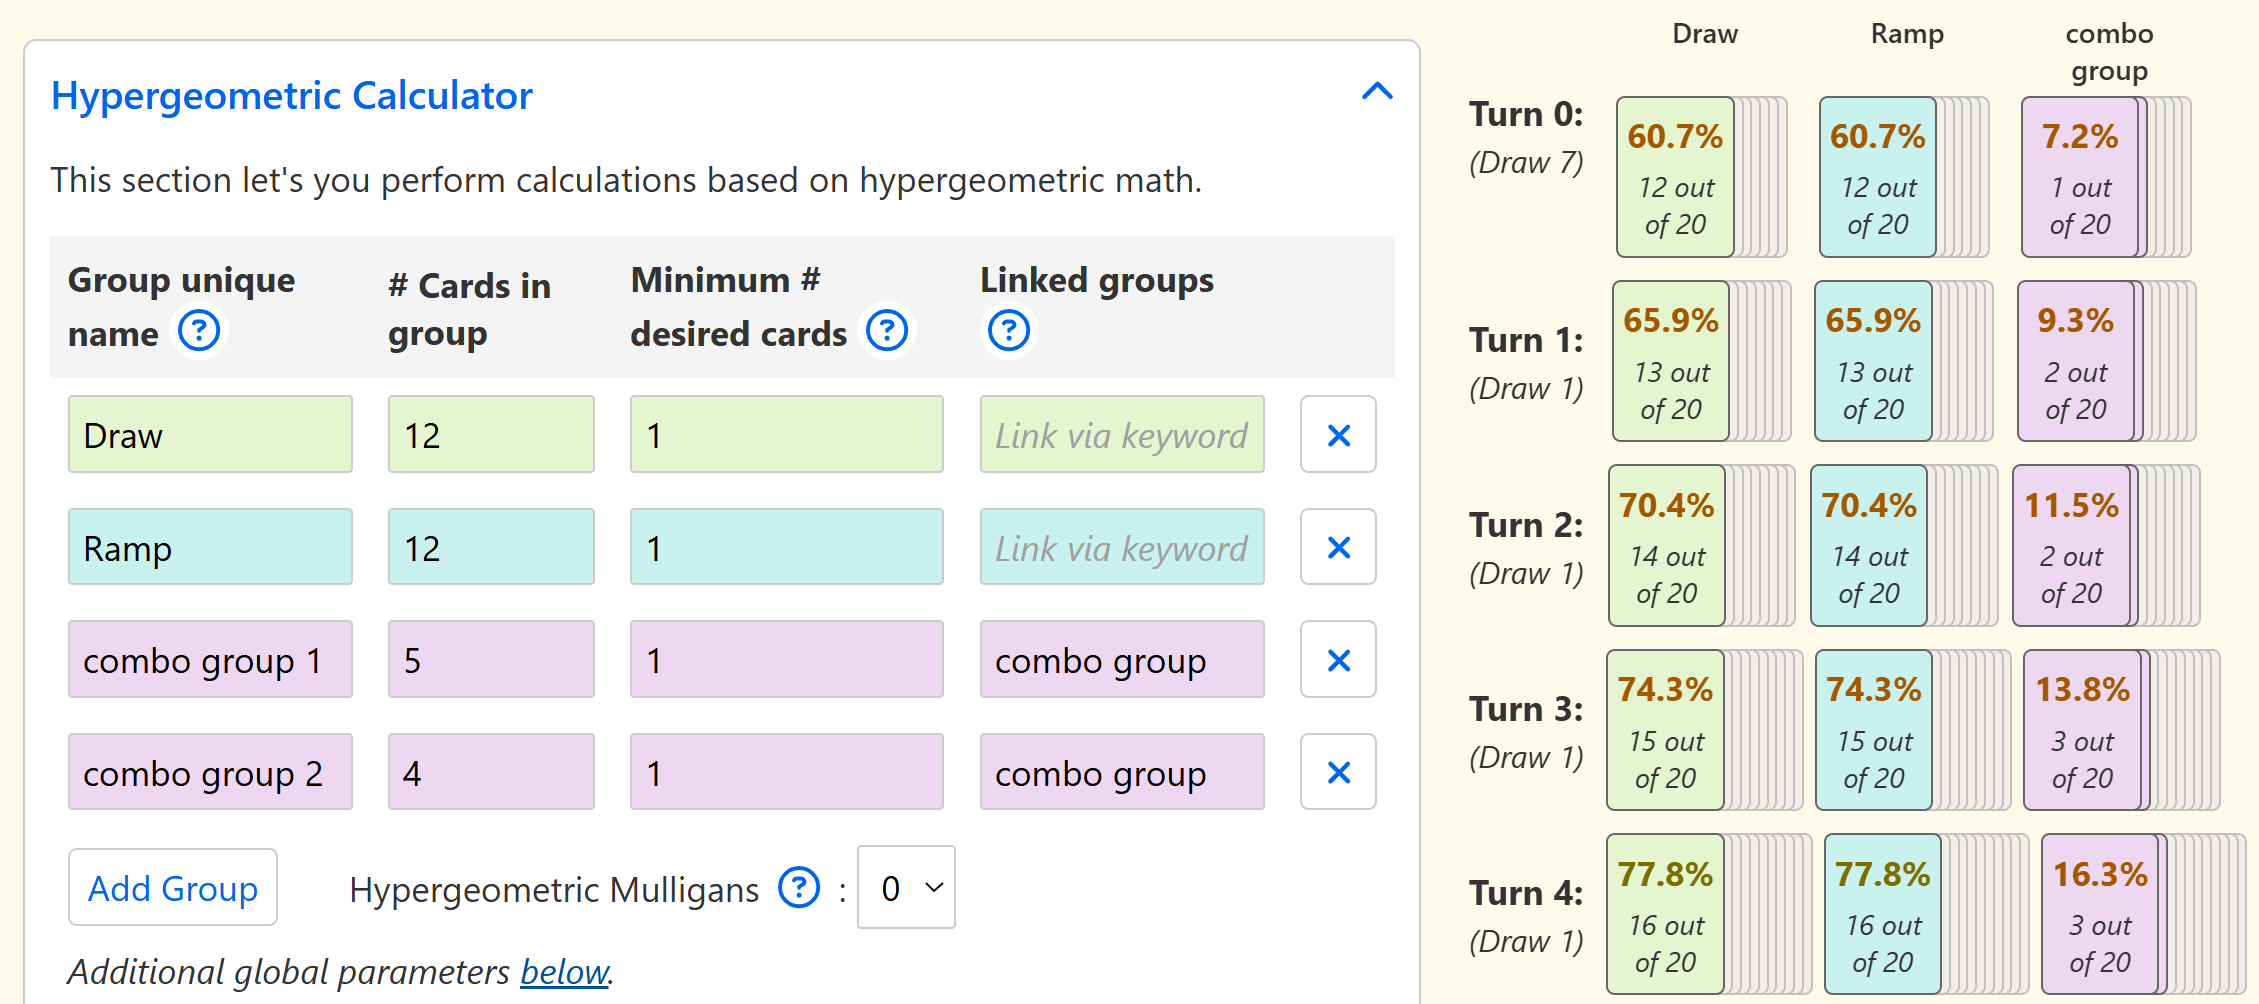 Hypergeometric Calculator
This section let's you perform calculations based on hypergeometric math.
Group unique name
# Cards in group
Minimum # desired cards
Linked groups
Draw 12 1 Link via keyword
Ramp 12 1 Link via keyword
combo group 1 5 1 combo group
combo group 2 4 1 combo group
Add Group Hypergeometric Mulligans : 0
Additional global parameters below.
Draw Ramp combo
group
Turn 0: 60.7% 60.7% 7.2%
(Draw 7) 12 out 12 out 1 out
of 20 of 20 of 20
Turn 1: 65.9% 65.9% 9.3%
(Draw 1) 13 out 13 out 2 out
of 20 of 20 of 20
Turn 2: 70.4% 70.4% 11.5%
(Draw 1) 14 out 14 out 2 out
of 20 of 20 of 20
Turn 3: 74.3% 74.3% 13.8%
(Draw 1) 15 out 15 out 3 out
of 20 of 20 of 20
Turn 4: 77.8% 77.8% 16.3%
(Draw 1) 16 out 16 out 3 out
of 20 of 20 of 20